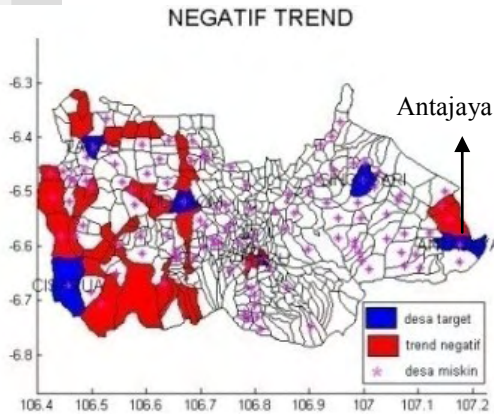 NEGATIF TREND
Antajaya
-6.3
-6.4
-6.5
-6.6
-6.7
-6.8
106.4 106.5 106.6 106.7 106.8 106.9 107 107.1 107.2
desa target
trend negatif
desa miskin